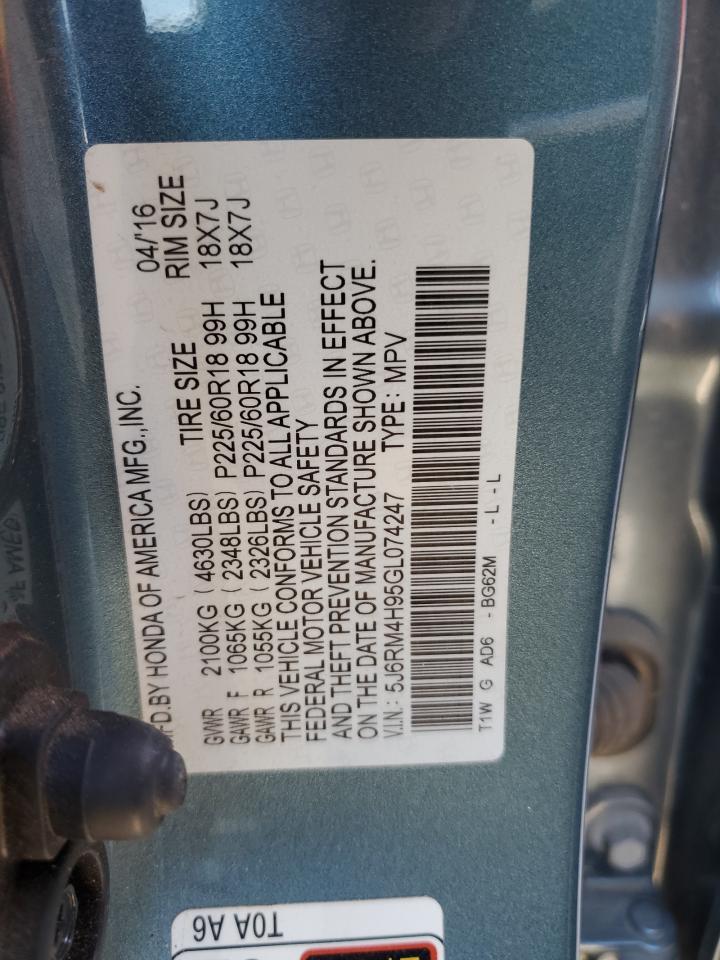 MFD.BY HONDA OF AMERICA MFG.,INC. 04/'16
GVWR 2100KG ( 4630LBS) TIRE SIZE RIM SIZE
GAWR F 1065KG ( 2348LBS) P225/60R18 99H 18X7J
GAWR R 1055KG ( 2326LBS) P225/60R18 99H 18X7J
THIS VEHICLE CONFORMS TO ALL APPLICABLE
FEDERAL MOTOR VEHICLE SAFETY
AND THEFT PREVENTION STANDARDS IN EFFECT
ON THE DATE OF MANUFACTURE SHOWN ABOVE.
V.I.N.: 5J6RM4H95GL074247 TYPE: MPV
T1W G AD6 -BG62M -L -L
T0A A6